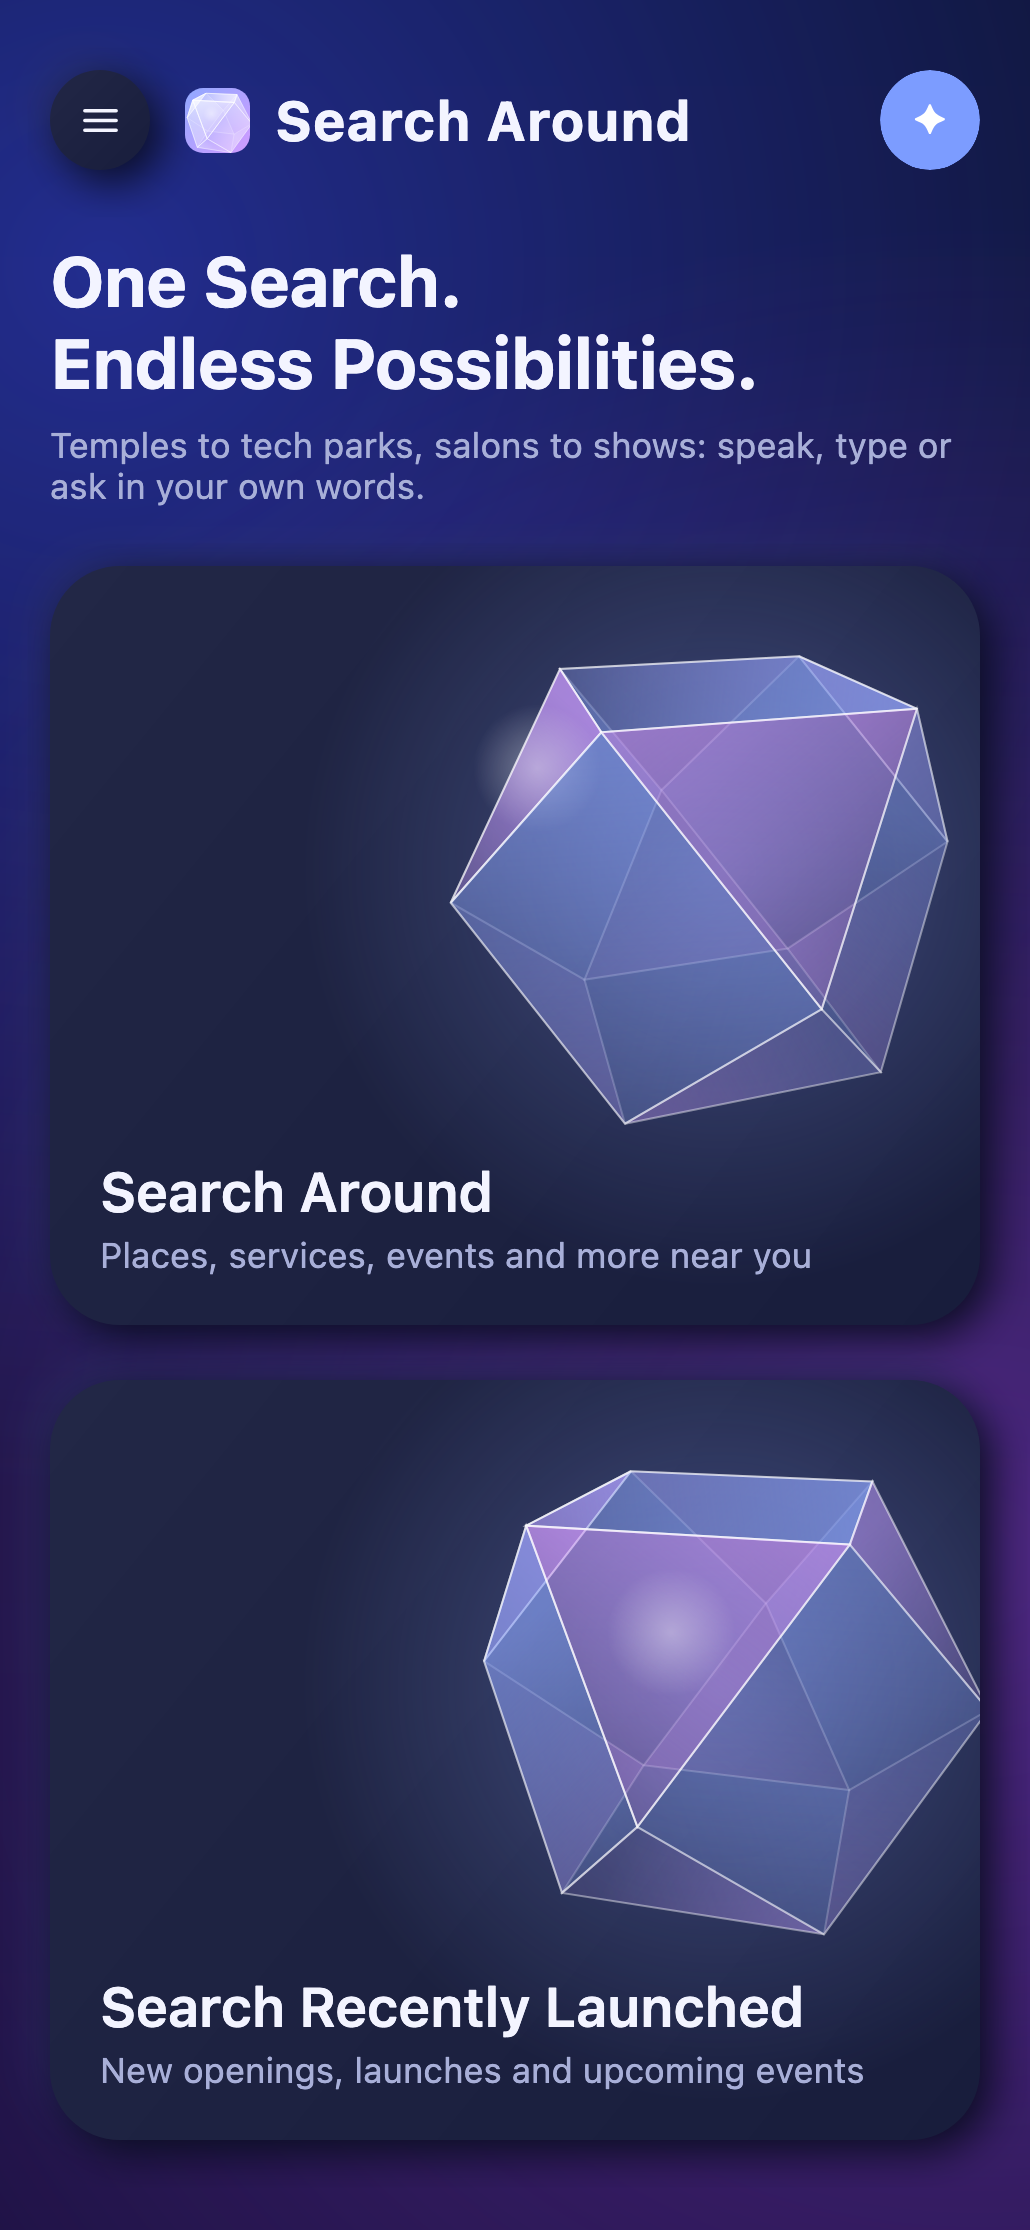 Search Around
One Search.
Endless Possibilities.
Temples to tech parks, salons to shows: speak, type or
ask in your own words.
Search Around
Places, services, events and more near you
Search Recently Launched
New openings, launches and upcoming events